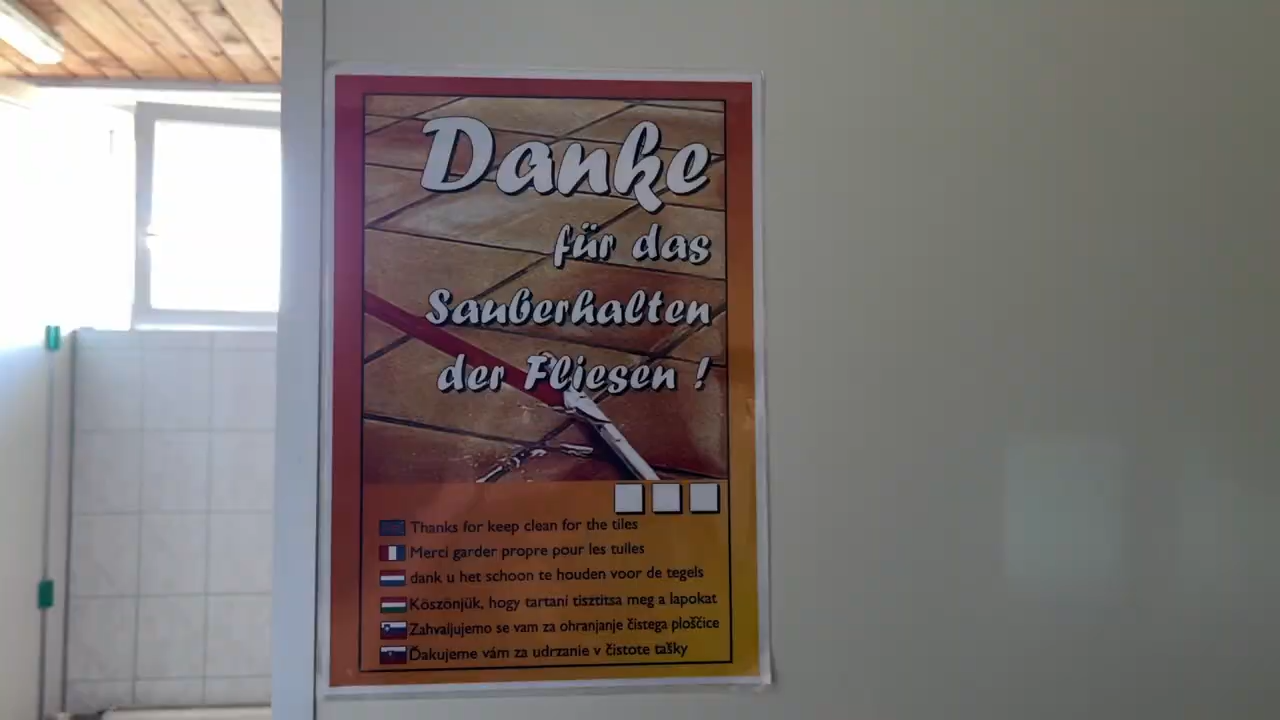 Danke
für das
Sauberhalten
der Fliesen !
Thanks for keep clean for the tiles
Merci garder propre pour les tuiles
dank u het schoon te houden voor de tegels
Köszönjük, hogy tartani tisztitsa meg a lapokat
Zahvaljujemo se vam za ohranjanje čistega ploščice
Ďakujeme vám za udrzanie v čistote tašky